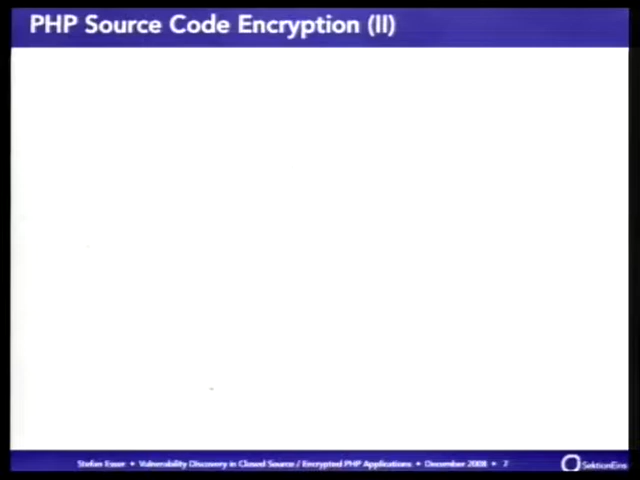 PHP Source Code Encryption (II)
Stefan Esser • Vulnerability Discovery in Closed Source / Encrypted PHP Applications • December 2008 • 7
SektionEins